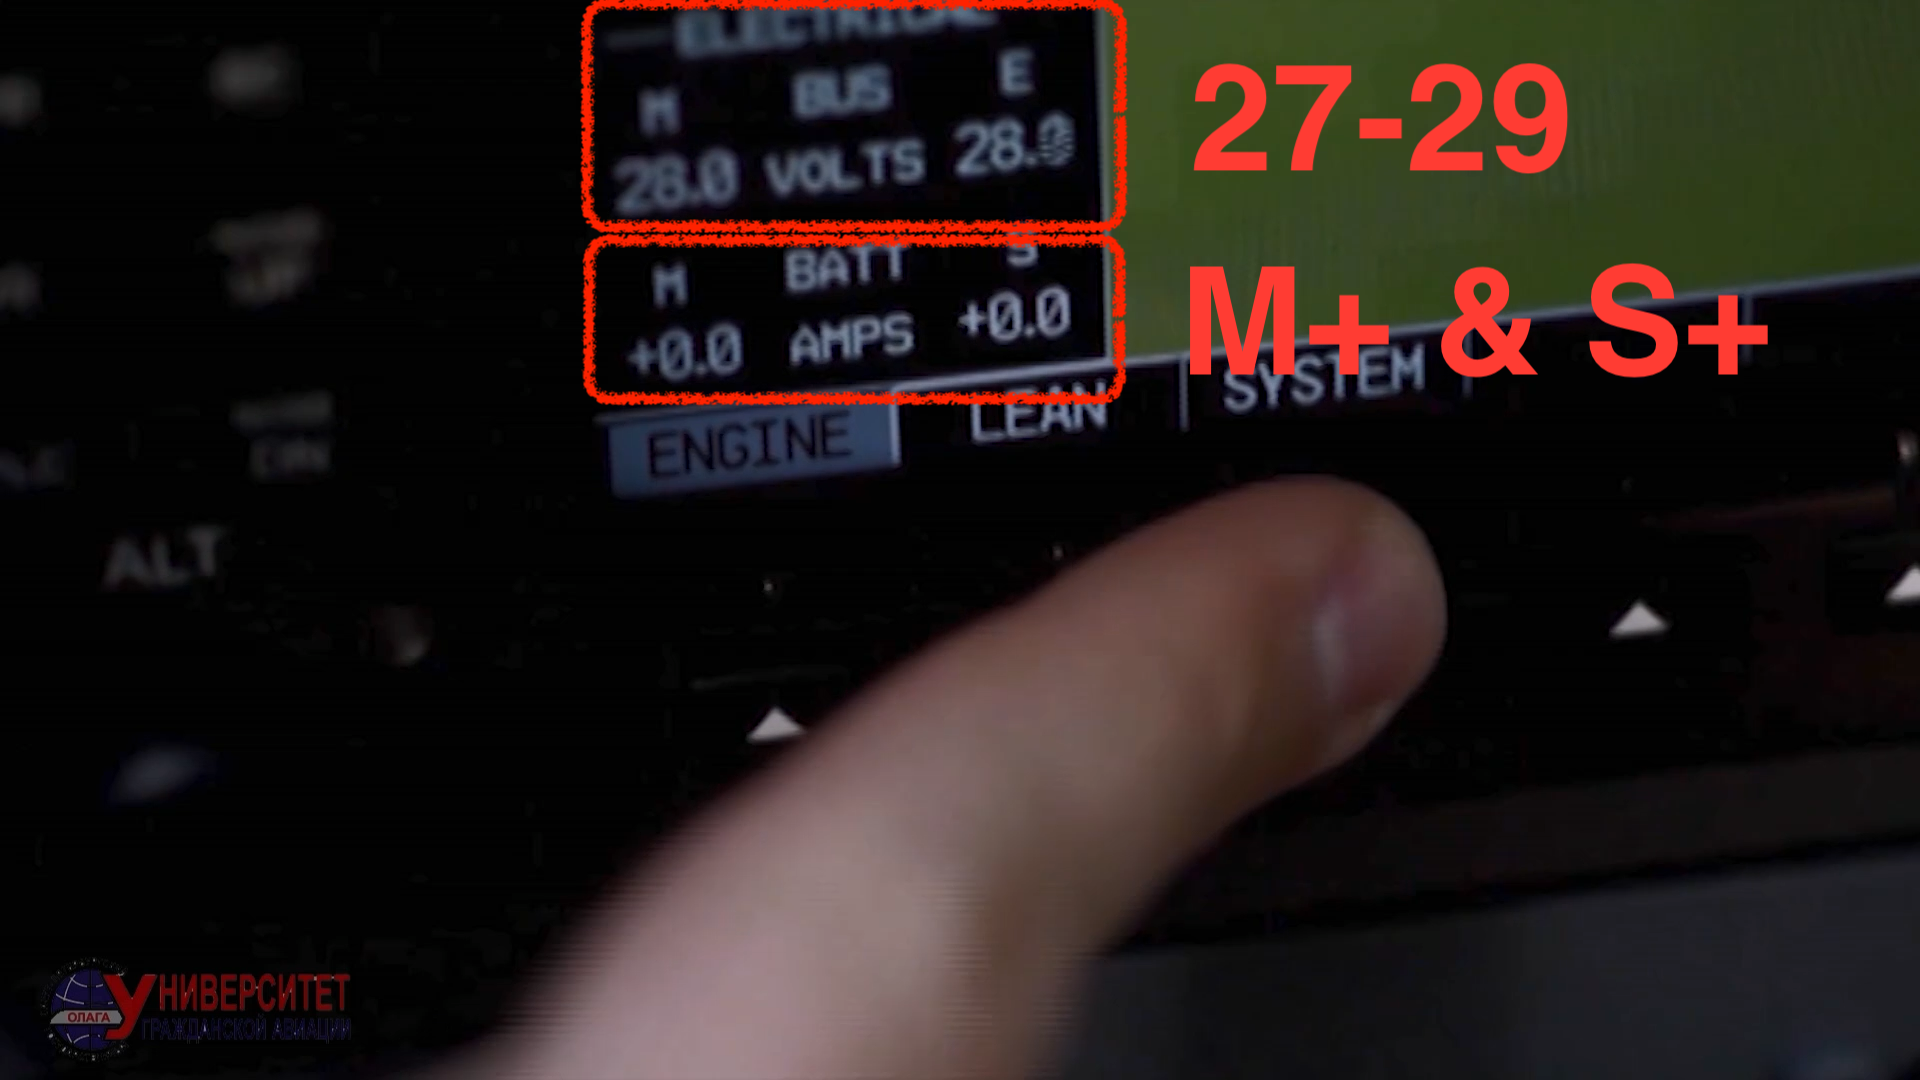 ELECTRICAL
M BUS E
28.0 VOLTS 28.0
27-29
M BATT S
+0.0 AMPS +0.0
M+ & S+
ENGINE LEAN SYSTEM
ALT
УНИВЕРСИТЕТ
ГРАЖДАНСКОЙ АВИАЦИИ
ОЛАГА